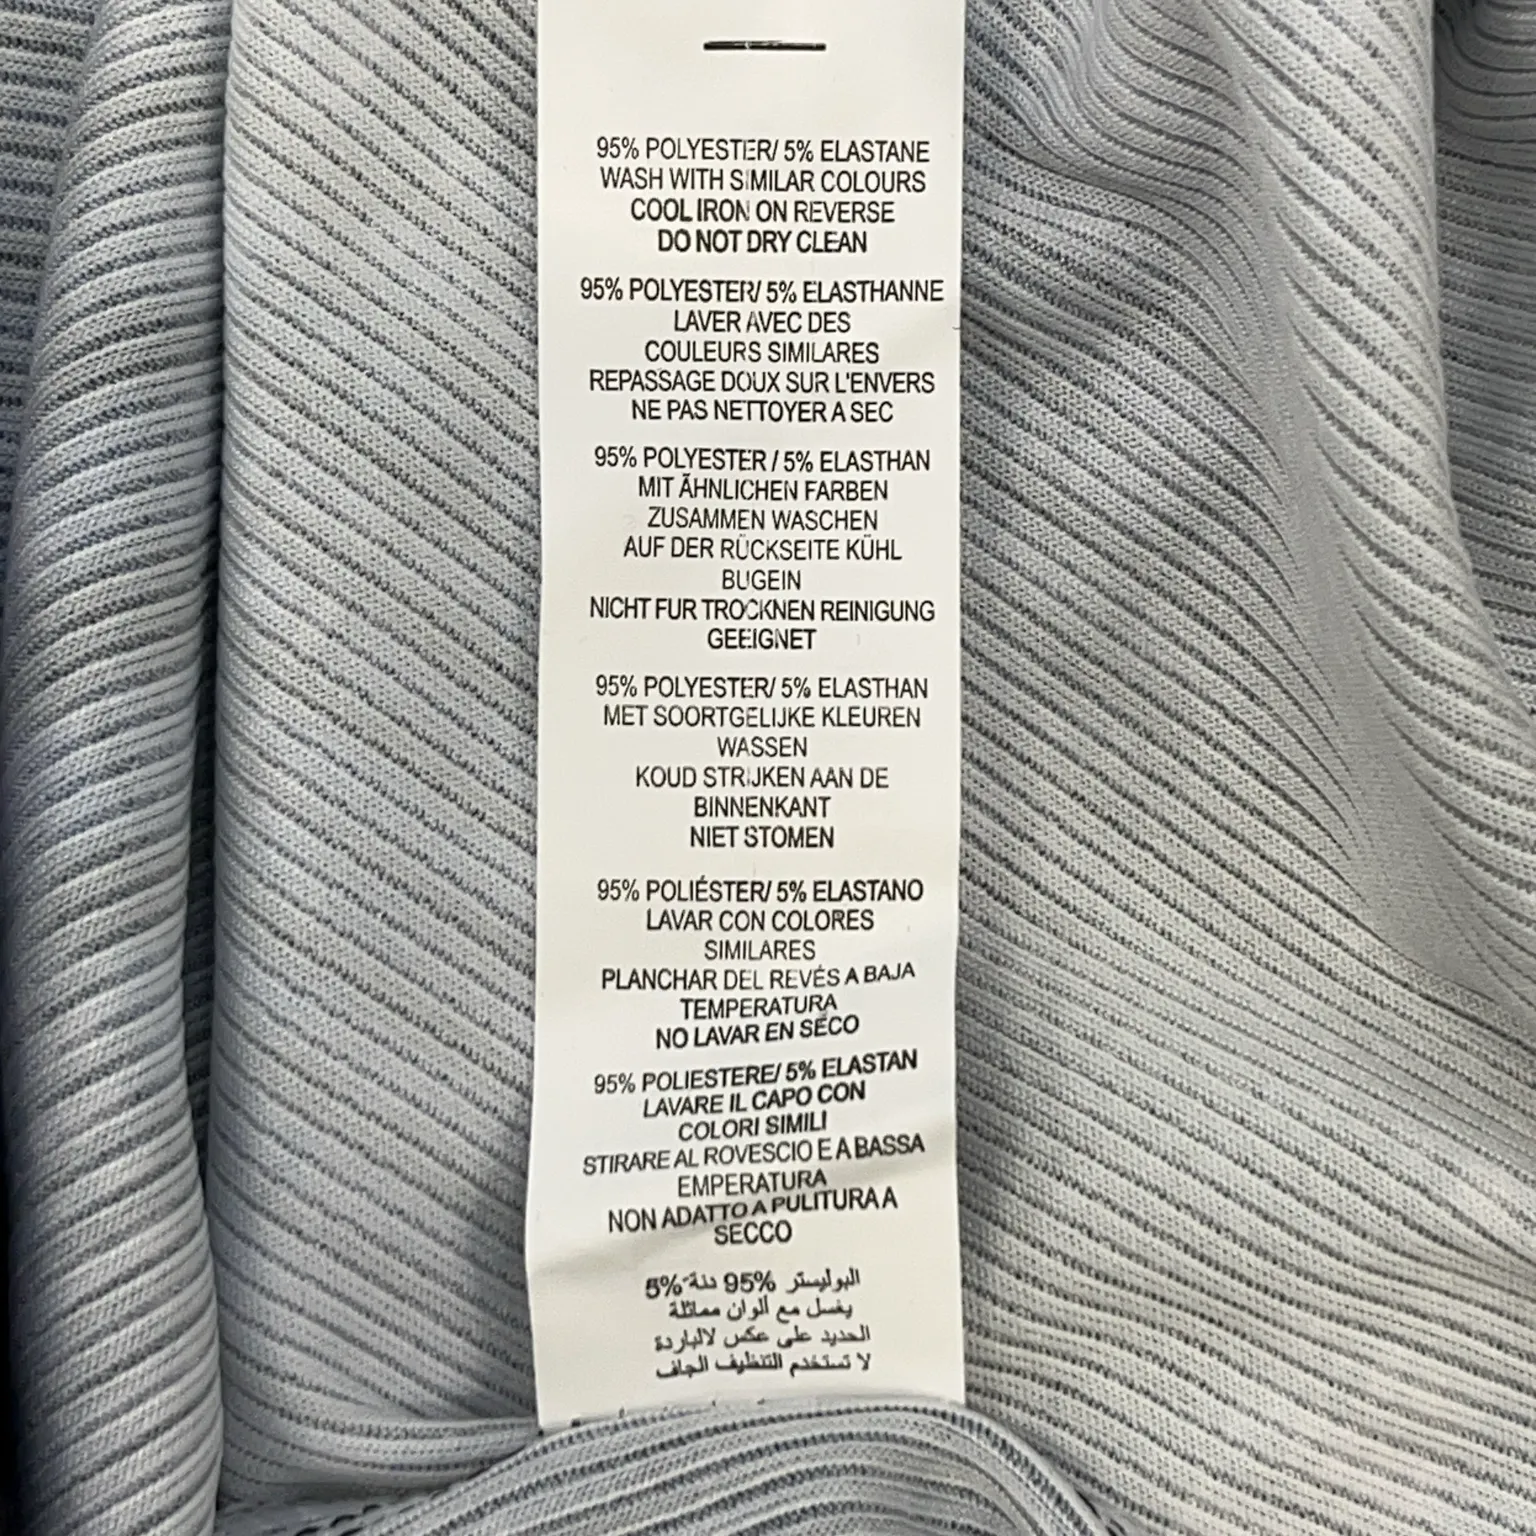 95% POLYESTER/ 5% ELASTANE
WASH WITH SIMILAR COLOURS
COOL IRON ON REVERSE
DO NOT DRY CLEAN
95% POLYESTER/ 5% ELASTHANNE
LAVER AVEC DES
COULEURS SIMILARES
REPASSAGE DOUX SUR L'ENVERS
NE PAS NETTOYER A SEC
95% POLYESTER / 5% ELASTHAN
MIT ÃHNLICHEN FARBEN
ZUSAMMEN WASCHEN
AUF DER RÜCKSEITE KÜHL
BUGEIN
NICHT FUR TROCKNEN REINIGUNG
GEEIGNET
95% POLYESTER/ 5% ELASTHAN
MET SOORTGELIJKE KLEUREN
WASSEN
KOUD STRIJKEN AAN DE
BINNENKANT
NIET STOMEN
95% POLIÉSTER/ 5% ELASTANO
LAVAR CON COLORES
SIMILARES
PLANCHAR DEL REVÉS A BAJA
TEMPERATURA
NO LAVAR EN SECO
95% POLIESTERE/ 5% ELASTAN
LAVARE IL CAPO CON
COLORI SIMILI
STIRARE AL ROVESCIO E A BASSA
EMPERATURA
NON ADATTO A PULITURA A
SECCO
البوليستر 95% 5%
يغسل مع ألوان مماثلة
الحديد على عكس لالباردة
لا تستخدم التنظيف الجاف